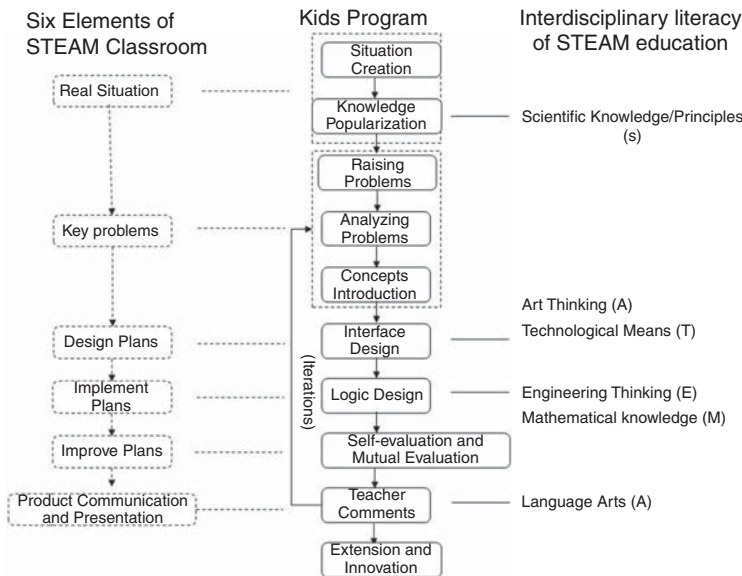 Six Elements of
STEAM Classroom
Real Situation
Key problems
Design Plans
Implement
Plans
Improve Plans
Product Communication
and Presentation
Kids Program
Situation
Creation
Knowledge
Popularization
Raising
Problems
Analyzing
Problems
Concepts
Introduction
Interface
Design
Logic Design
Self-evaluation and
Mutual Evaluation
Teacher
Comments
Extension and
Innovation
(Iterations)
Interdisciplinary literacy
of STEAM education
Scientific Knowledge/Principles
(s)
Art Thinking (A)
Technological Means (T)
Engineering Thinking (E)
Mathematical knowledge (M)
Language Arts (A)